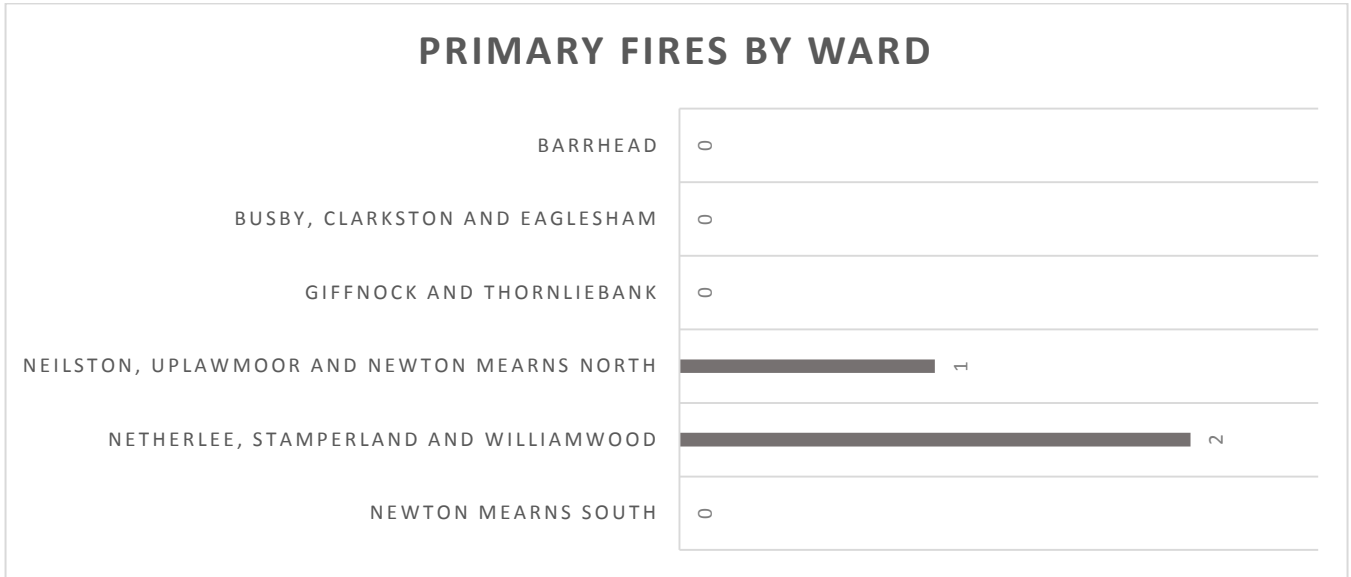 PRIMARY FIRES BY WARD
BARRHEAD 0
BUSBY, CLARKSTON AND EAGLESHAM 0
GIFFNOCK AND THORNLIEBANK 0
NEILSTON, UPLAWMOOR AND NEWTON MEARNS NORTH 1
NETHERLEE, STAMPERLAND AND WILLIAMWOOD 2
NEWTON MEARNS SOUTH 0